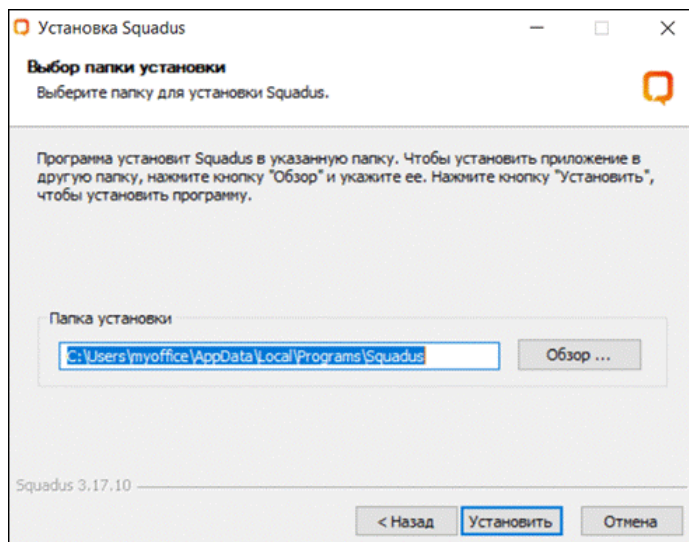 Установка Squadus
Выбор папки установки
Выберите папку для установки Squadus.
Программа установит Squadus в указанную папку. Чтобы установить приложение в
другую папку, нажмите кнопку "Обзор" и укажите ее. Нажмите кнопку "Установить",
чтобы установить программу.
Папка установки
C:\Users\myoffice\AppData\Local\Programs\Squadus
Обзор ...
Squadus 3.17.10
< Назад
Установить
Отмена